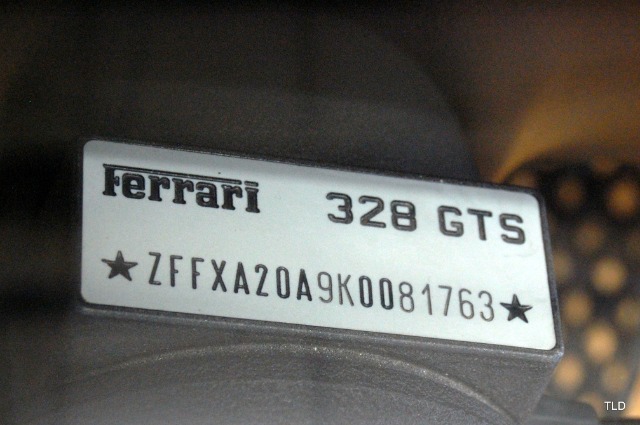 Ferrari 328 GTS
★ZFFXA20A9K0081763★
TLD